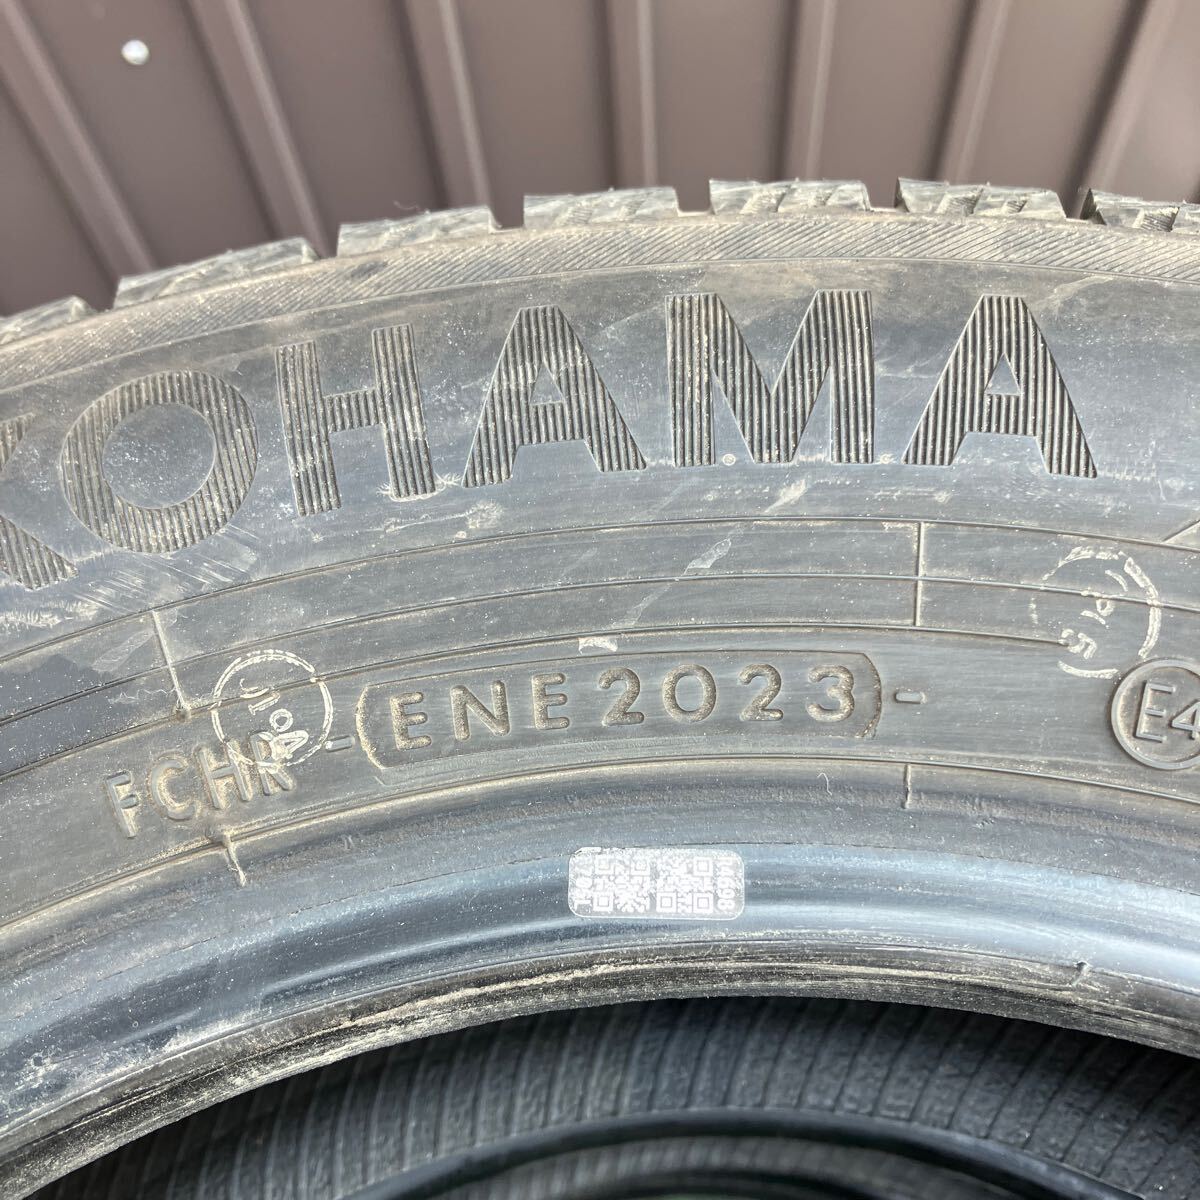 KOHAMA
FCHR - ENE2023 -
E4